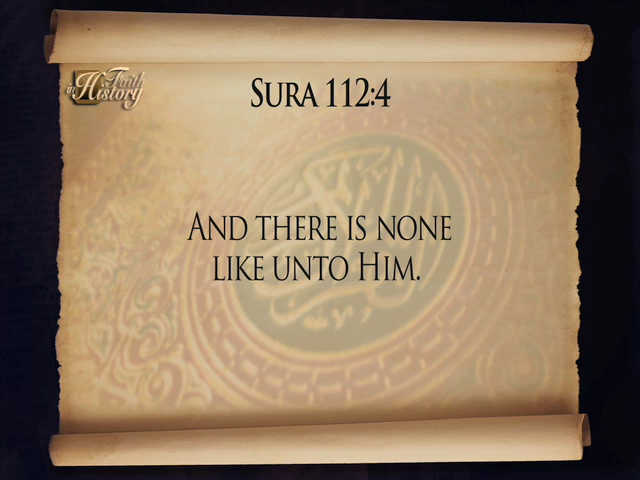 Faith
in History
SURA 112:4
AND THERE IS NONE
LIKE UNTO HIM.